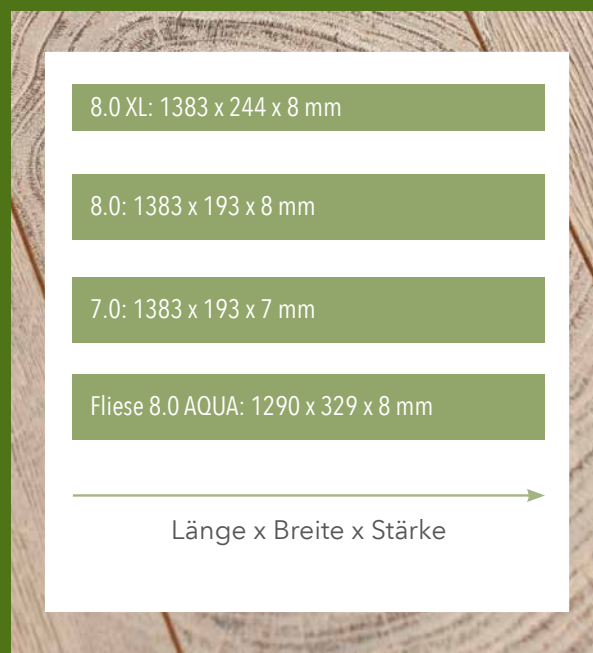 8.0 XL: 1383 x 244 x 8 mm
8.0: 1383 x 193 x 8 mm
7.0: 1383 x 193 x 7 mm
Fliese 8.0 AQUA: 1290 x 329 x 8 mm
Länge x Breite x Stärke